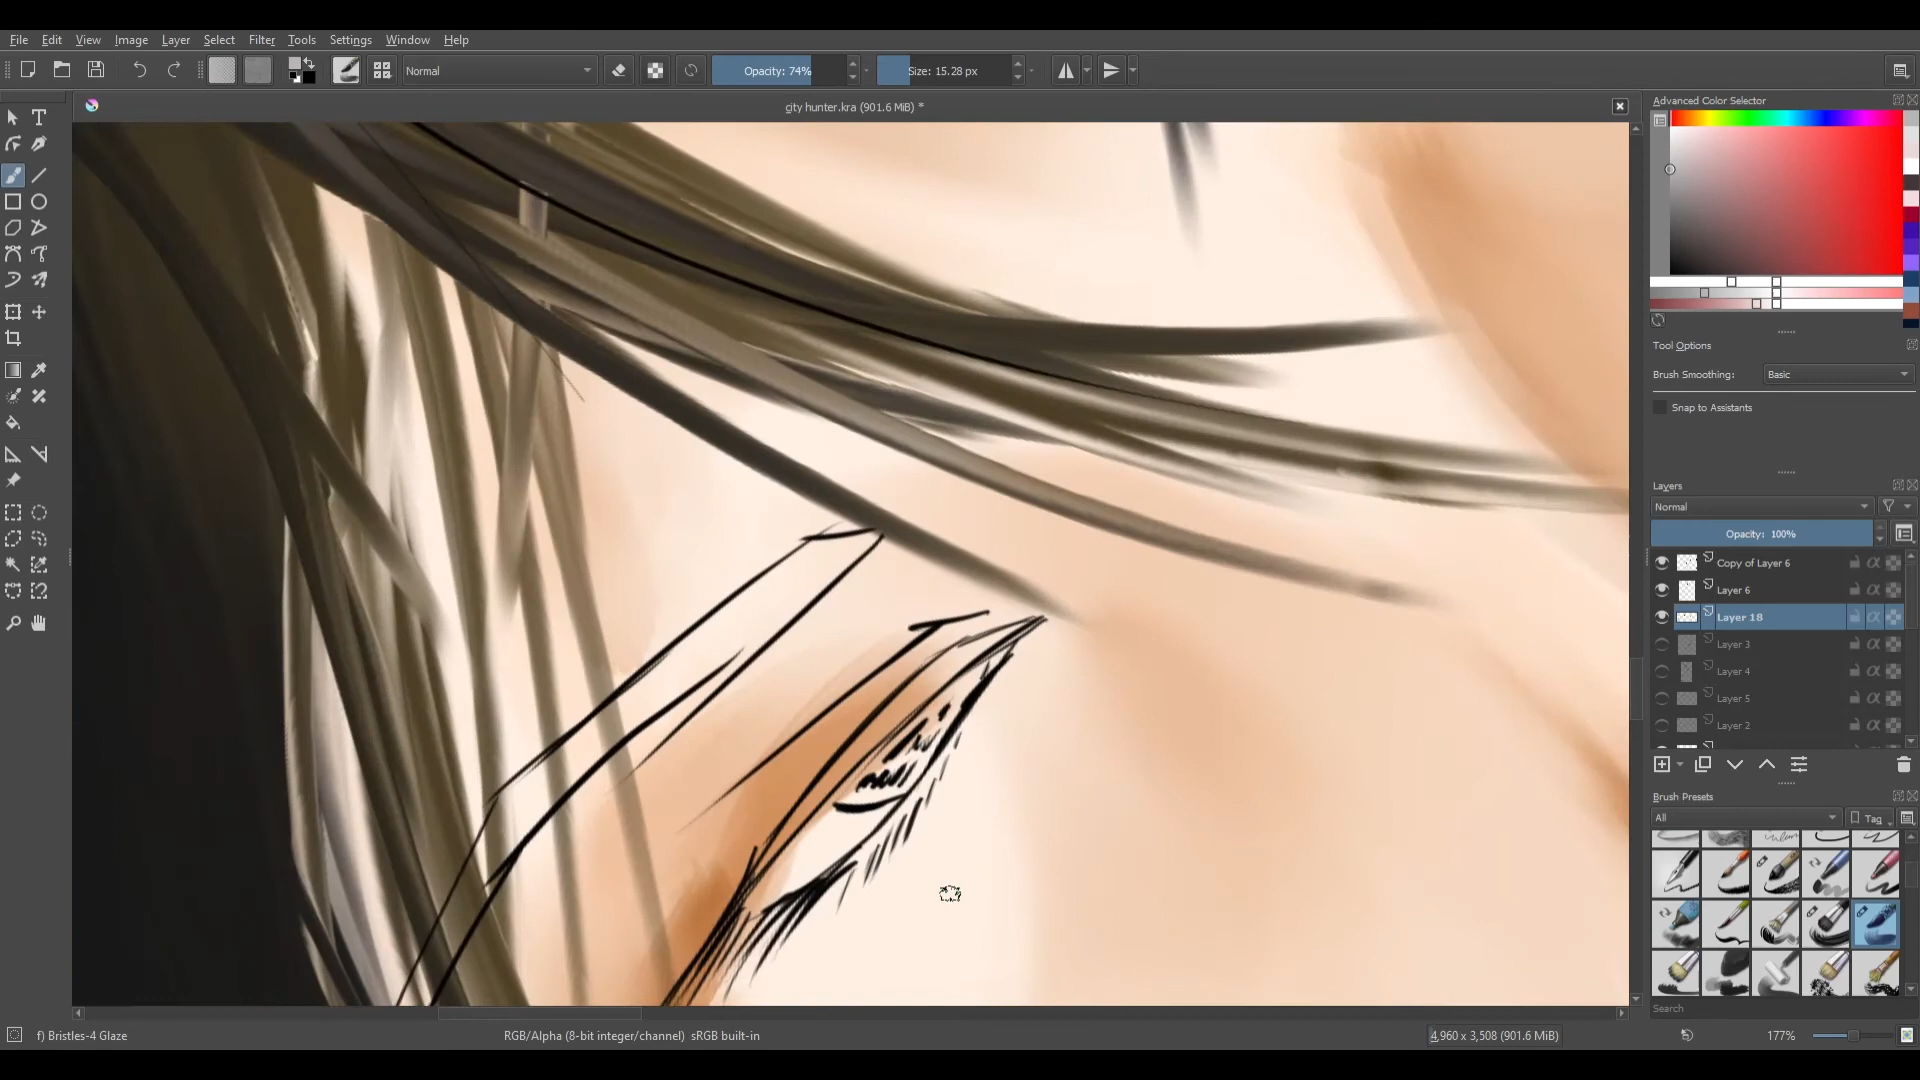 File Edit View Image Layer Select Filter Tools Settings Window Help
Normal Opacity: 74% Size: 15.28 px
city hunter.kra (901.6 MiB) *
Advanced Color Selector
Tool Options
Brush Smoothing: Basic
Snap to Assistants
Layers
Normal
Opacity: 100%
Copy of Layer 6
Layer 6
Layer 18
Layer 3
Layer 4
Layer 5
Layer 2
Brush Presets
All Tag
Search
f) Bristles-4 Glaze RGB/Alpha (8-bit integer/channel) sRGB built-in 4,960 x 3,508 (901.6 MiB) 177%